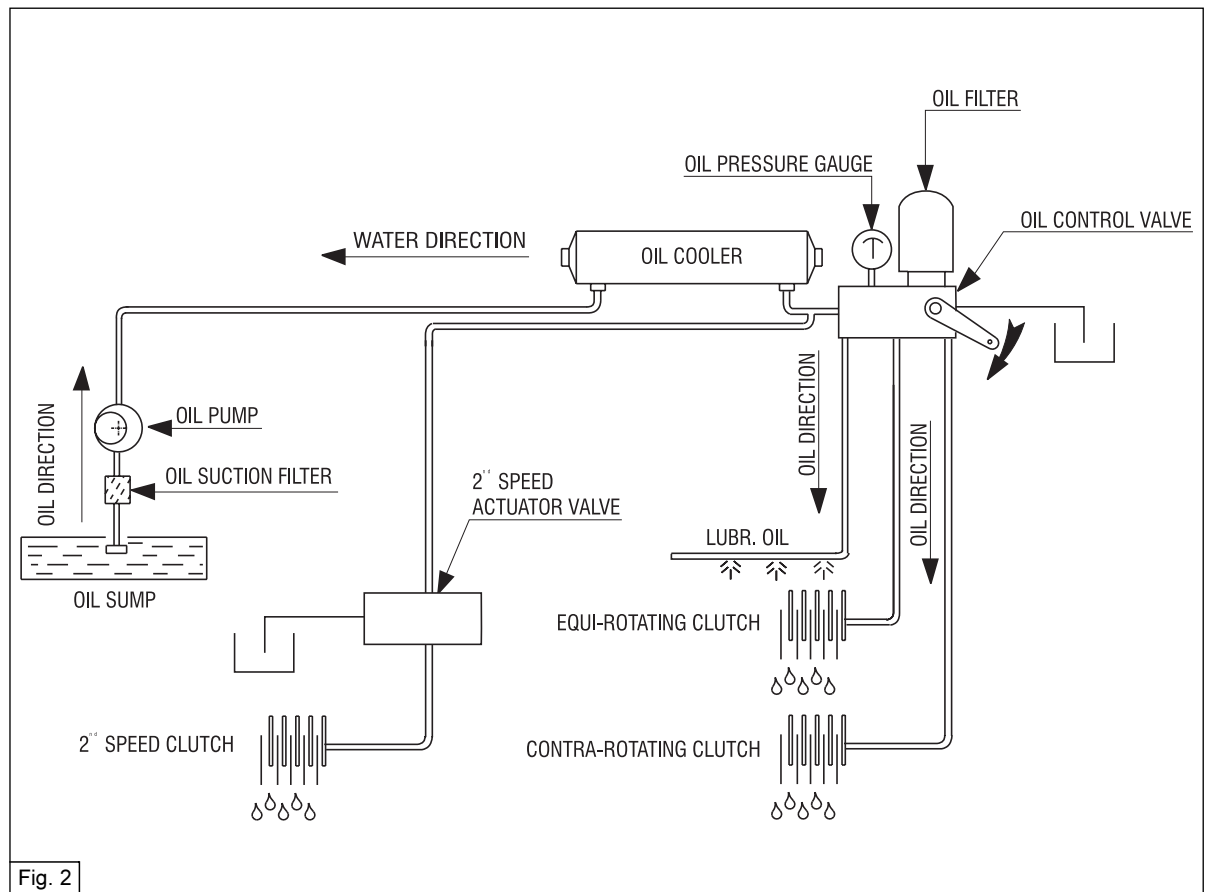 OIL FILTER
OIL PRESSURE GAUGE
OIL CONTROL VALVE
WATER DIRECTION
OIL COOLER
OIL DIRECTION
OIL PUMP
OIL SUCTION FILTER
OIL SUMP
2'' SPEED
ACTUATOR VALVE
OIL DIRECTION
OIL DIRECTION
LUBR. OIL
EQUI-ROTATING CLUTCH
2nd SPEED CLUTCH
CONTRA-ROTATING CLUTCH
Fig. 2